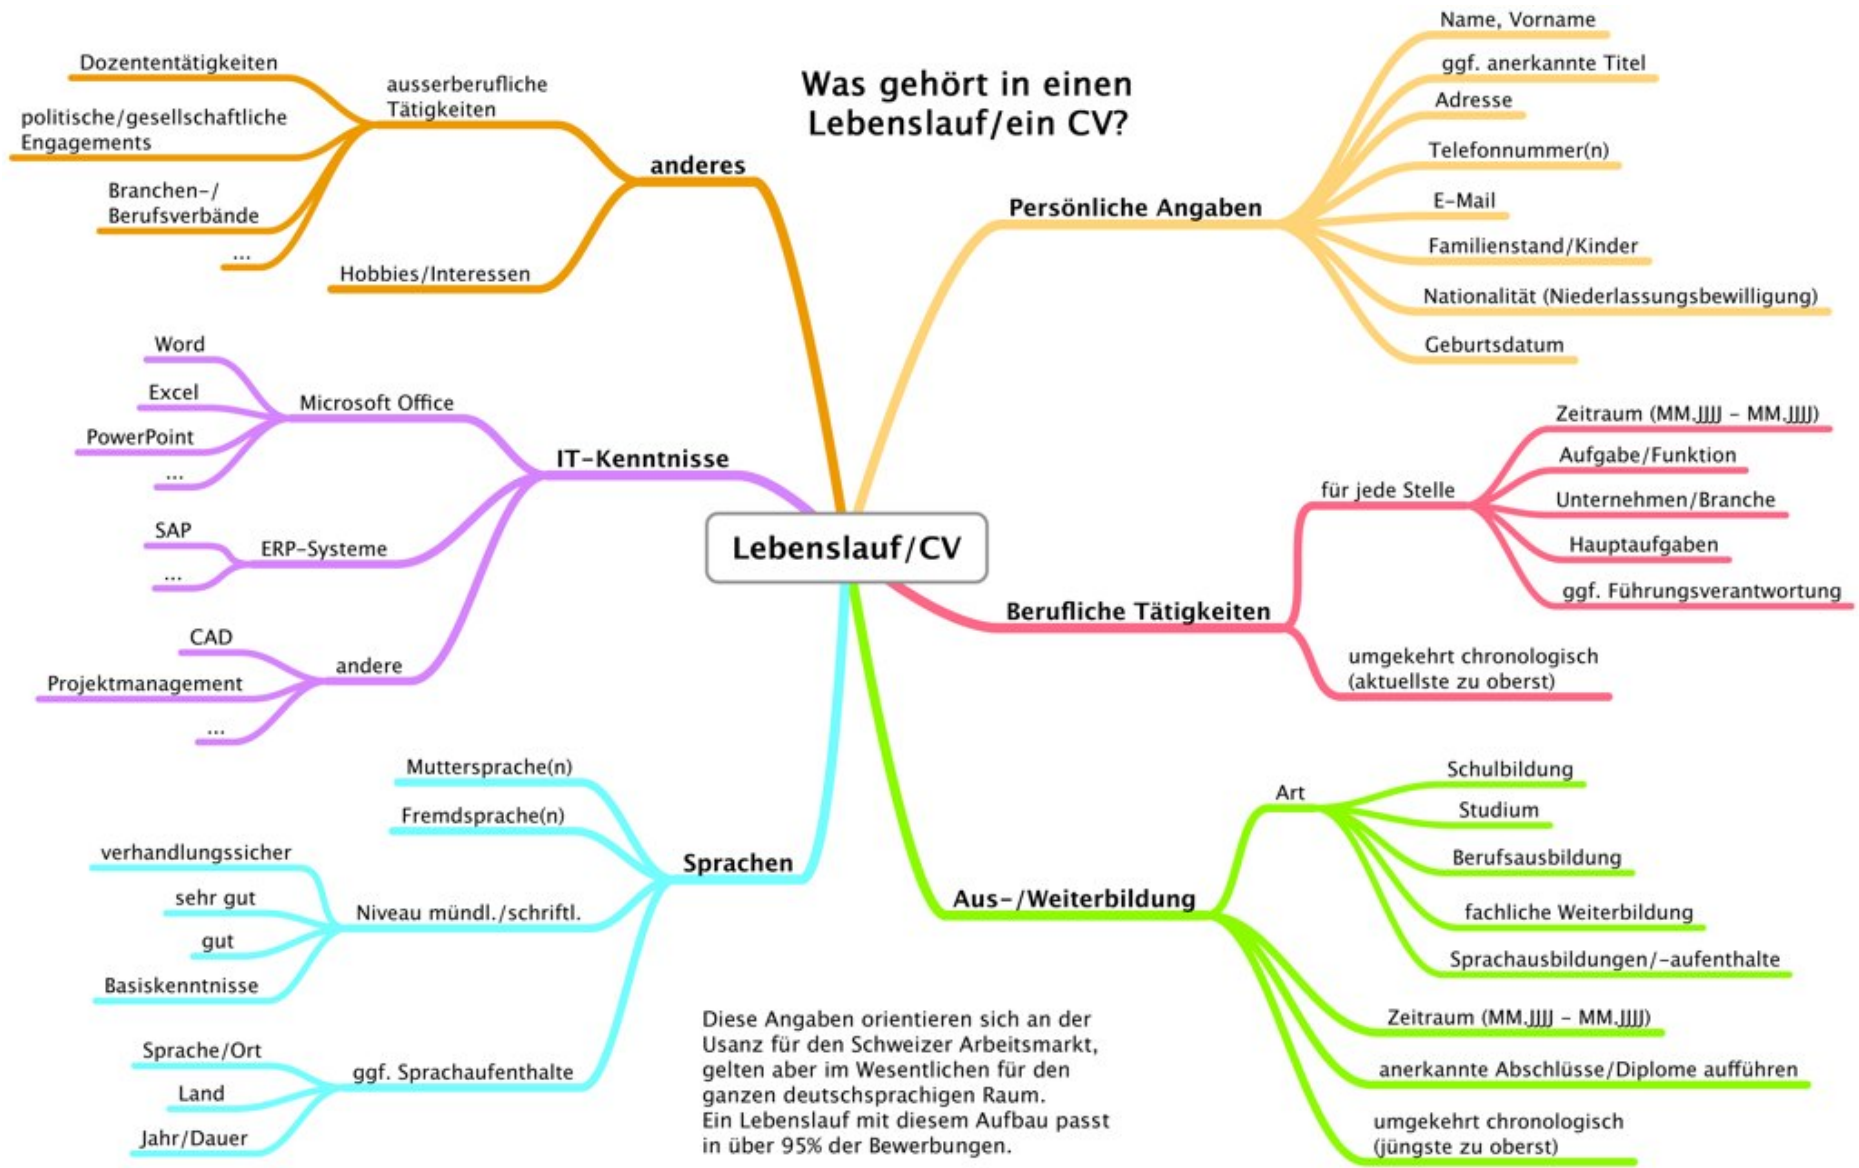 Was gehört in einen
Lebenslauf/ein CV?
Lebenslauf/CV
Persönliche Angaben
Name, Vorname
ggf. anerkannte Titel
Adresse
Telefonnummer(n)
E-Mail
Familienstand/Kinder
Nationalität (Niederlassungsbewilligung)
Geburtsdatum
Berufliche Tätigkeiten
für jede Stelle
Zeitraum (MM.JJJJ - MM.JJJJ)
Aufgabe/Funktion
Unternehmen/Branche
Hauptaufgaben
ggf. Führungsverantwortung
umgekehrt chronologisch
(aktuellste zu oberst)
Aus-/Weiterbildung
Art
Schulbildung
Studium
Berufsausbildung
fachliche Weiterbildung
Sprachausbildungen/-aufenthalte
Zeitraum (MM.JJJJ - MM.JJJJ)
anerkannte Abschlüsse/Diplome aufführen
umgekehrt chronologisch
(jüngste zu oberst)
anderes
ausserberufliche
Tätigkeiten
Dozententätigkeiten
politische/gesellschaftliche
Engagements
Branchen-/
Berufsverbände
...
Hobbies/Interessen
IT-Kenntnisse
Microsoft Office
Word
Excel
PowerPoint
...
ERP-Systeme
SAP
...
andere
CAD
Projektmanagement
...
Sprachen
Muttersprache(n)
Fremdsprache(n)
Niveau mündl./schriftl.
verhandlungssicher
sehr gut
gut
Basiskenntnisse
ggf. Sprachaufenthalte
Sprache/Ort
Land
Jahr/Dauer
Diese Angaben orientieren sich an der
Usanz für den Schweizer Arbeitsmarkt,
gelten aber im Wesentlichen für den
ganzen deutschsprachigen Raum.
Ein Lebenslauf mit diesem Aufbau passt
in über 95% der Bewerbungen.